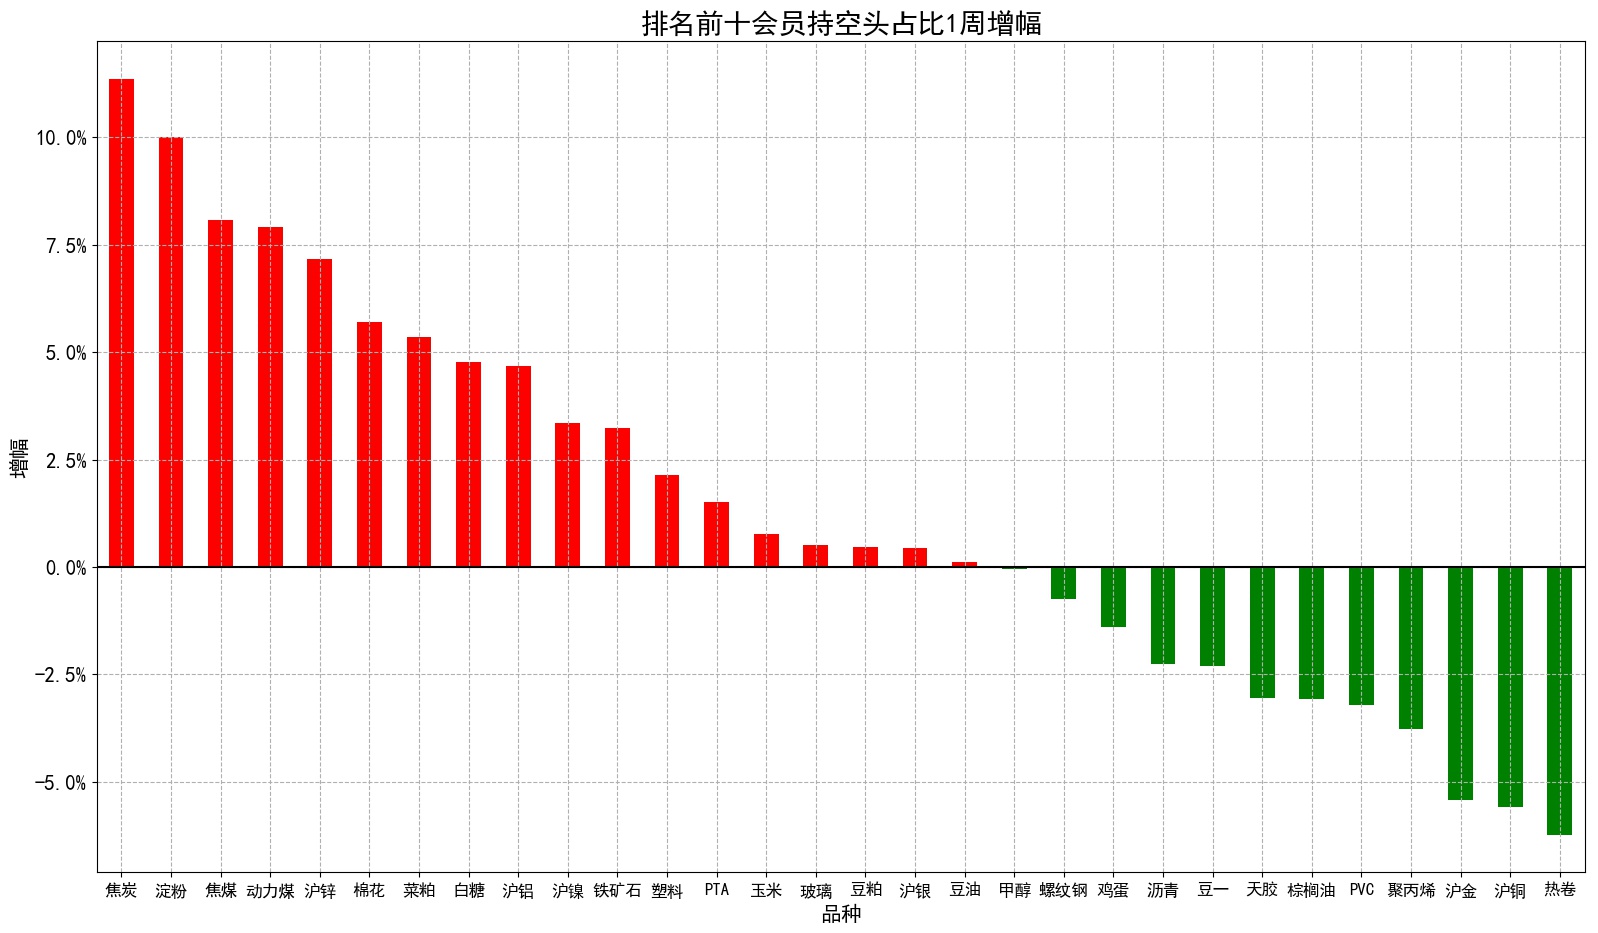 排名前十会员持空头占比1周增幅
10.0%
7.5%
5.0%
2.5%
0.0%
−2.5%
−5.0%
增幅
焦炭 淀粉 焦煤 动力煤 沪锌 棉花 菜粕 白糖 沪铝 沪镍 铁矿石 塑料 PTA 玉米 玻璃 豆粕 沪银 豆油 甲醇 螺纹钢 鸡蛋 沥青 豆一 天胶 棕榈油 PVC 聚丙烯 沪金 沪铜 热卷
品种